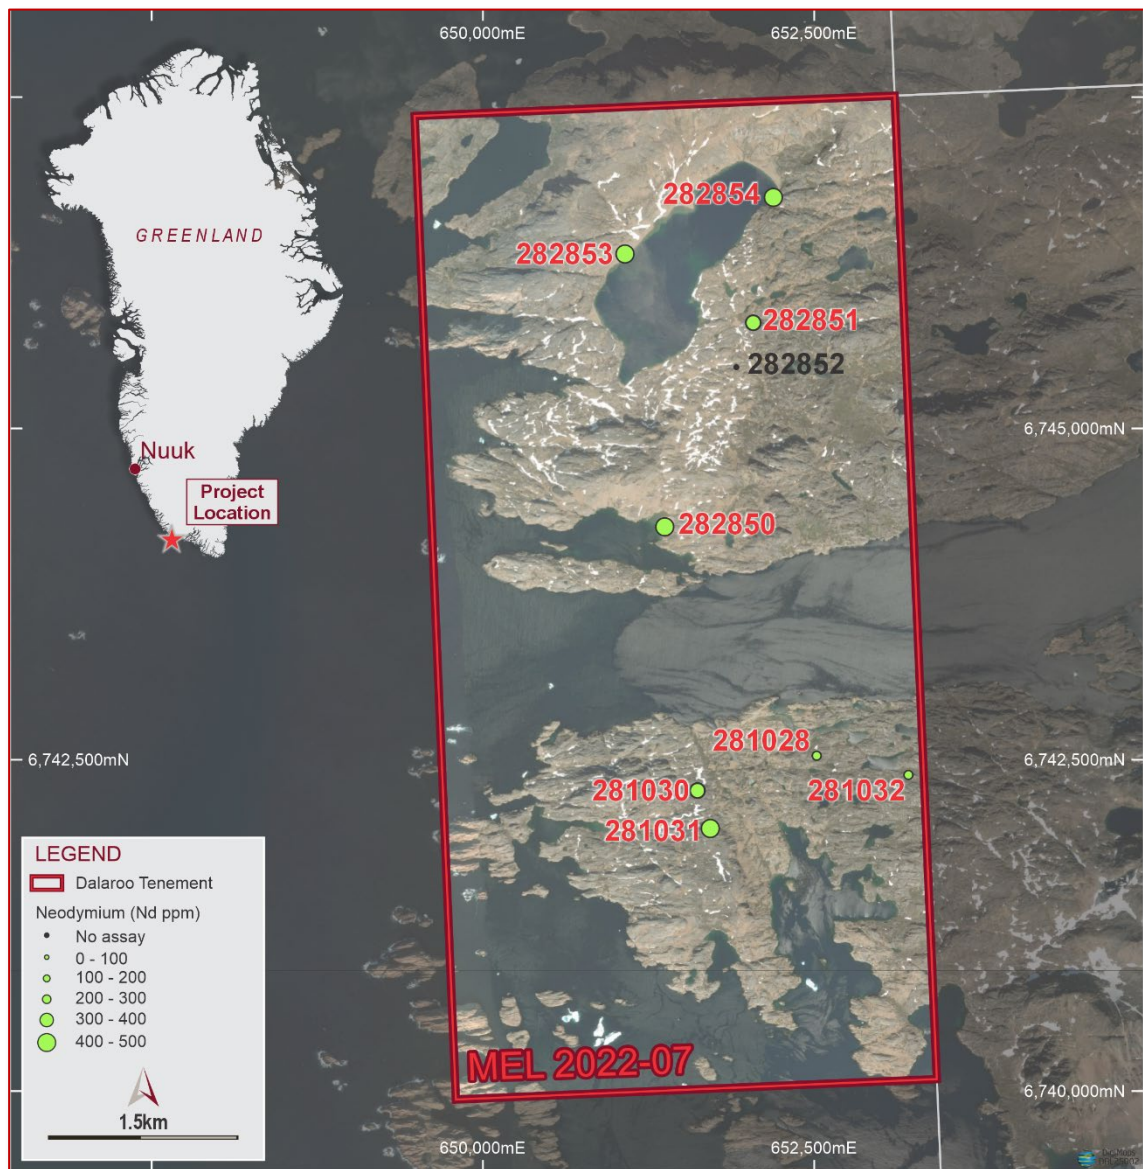 650,000mE
652,500mE
GREENLAND
282854
282853
282851
282852
6,745,000mN
Nuuk
Project
Location
282850
281028
6,742,500mN
6,742,500mN
281030
281032
281031
LEGEND
Dalaroo Tenement
Neodymium (Nd ppm)
No assay
0 - 100
100 - 200
200 - 300
300 - 400
400 - 500
MEL 2022-07
6,740,000mN
1.5km
650,000mE
652,500mE